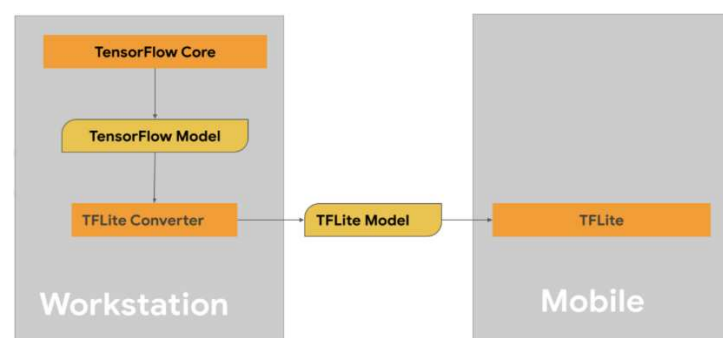 TensorFlow Core
TensorFlow Model
TFLite Converter
TFLite Model
TFLite
Workstation
Mobile